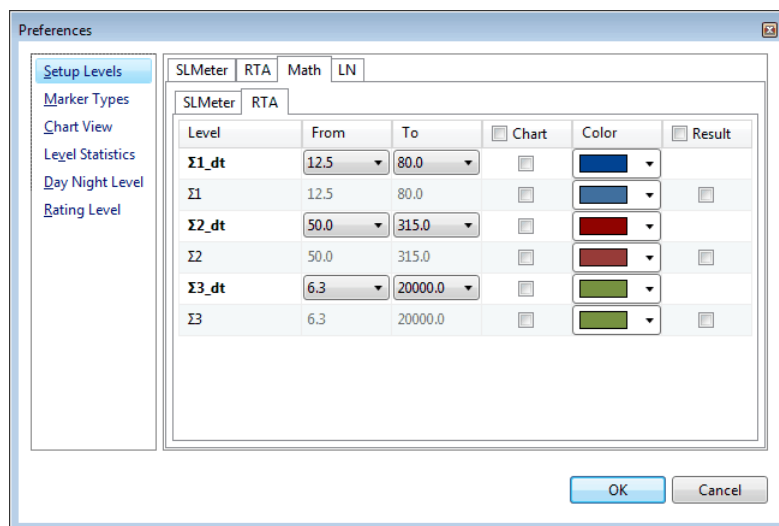 Preferences
Setup Levels
Marker Types
Chart View
Level Statistics
Day Night Level
Rating Level
SLMeter RTA Math LN
SLMeter RTA
Level From To Chart Color Result
Σ1_dt 12.5 80.0
Σ1 12.5 80.0
Σ2_dt 50.0 315.0
Σ2 50.0 315.0
Σ3_dt 6.3 20000.0
Σ3 6.3 20000.0
OK Cancel